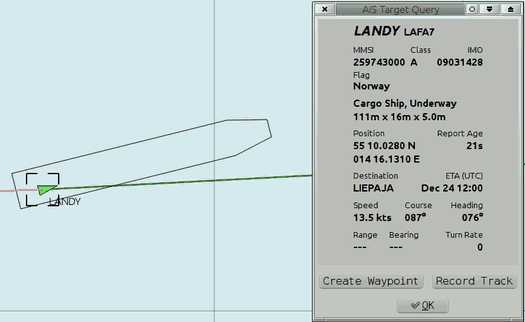 AIS Target Query
LANDY LAFA7
MMSI Class IMO
259743000 A 09031428
Flag
Norway
Cargo Ship, Underway
111m x 16m x 5.0m
Position Report Age
55 10.0280 N 21s
014 16.1310 E
Destination ETA (UTC)
LIEPAJA Dec 24 12:00
Speed Course Heading
13.5 kts 087° 076°
Range Bearing Turn Rate
--- --- 0
Create Waypoint Record Track
OK
LANDY